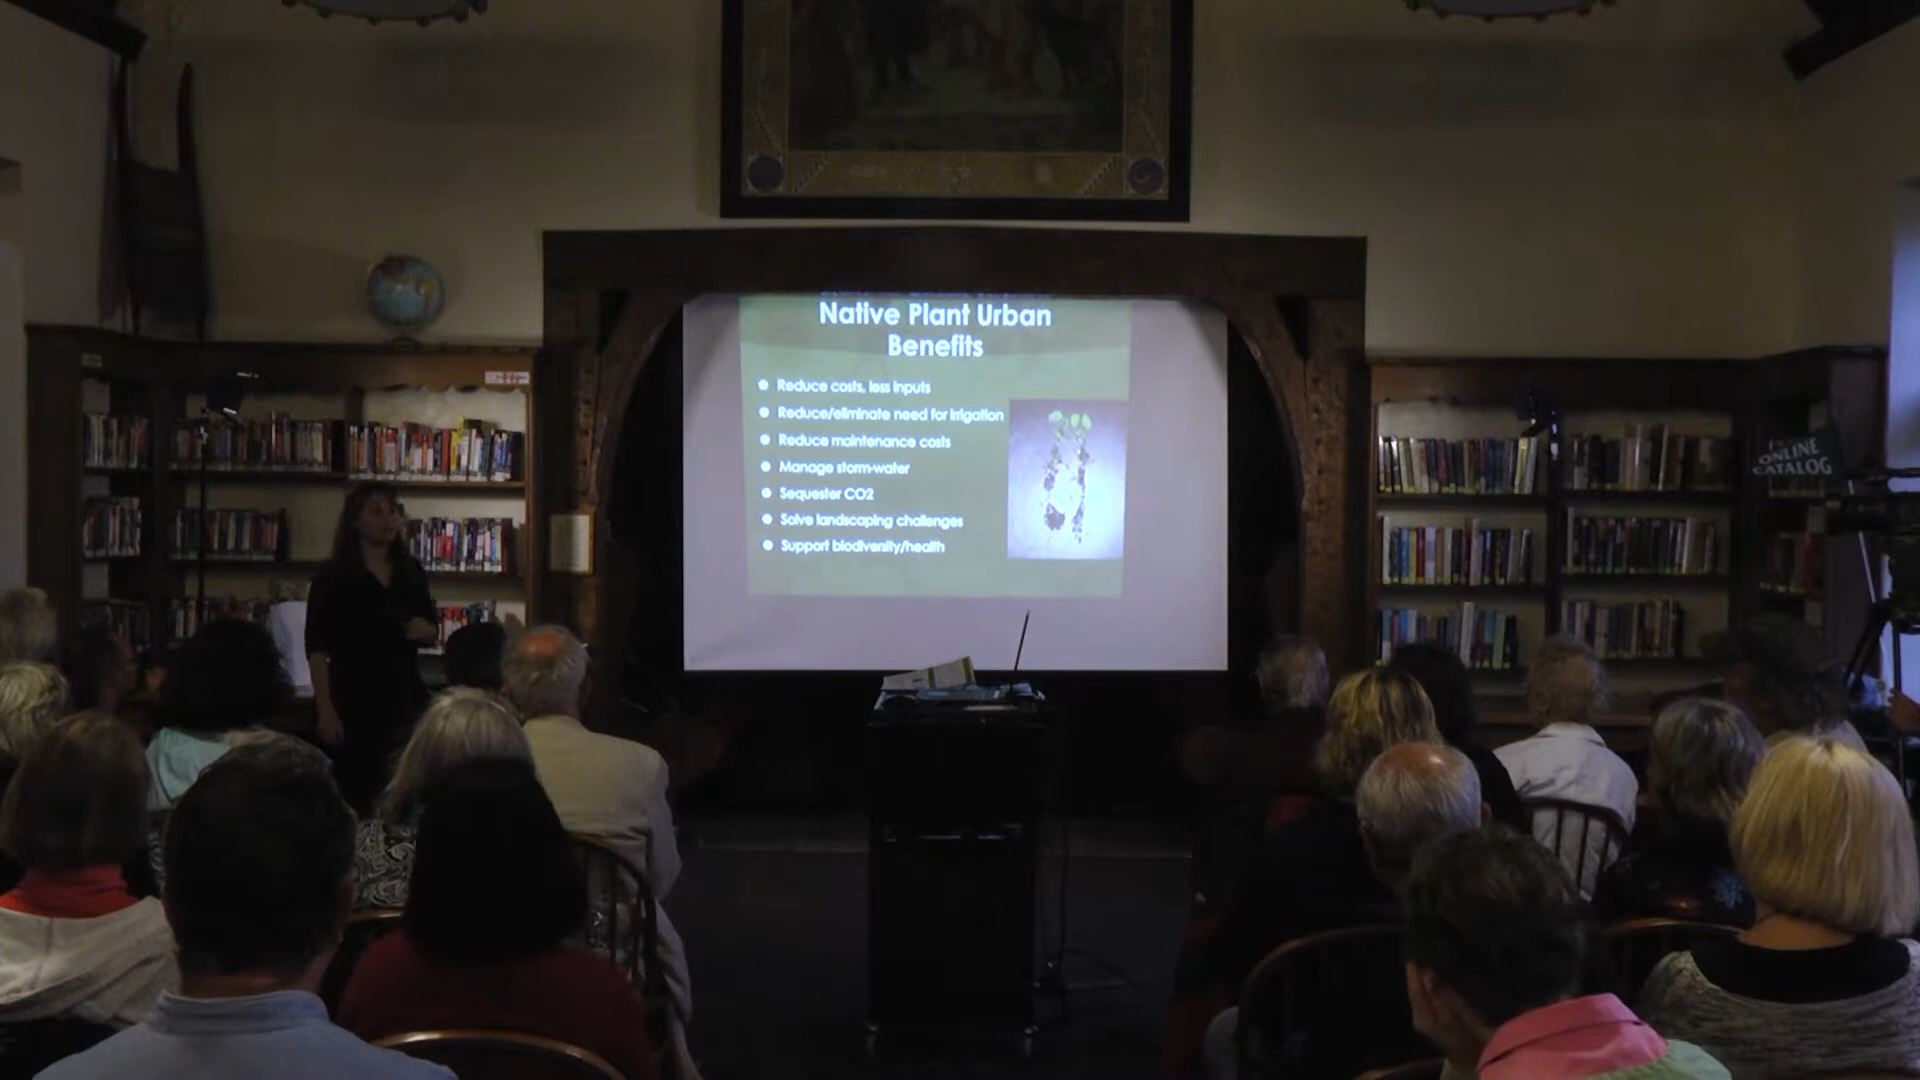 Native Plant Urban
Benefits
Reduce costs, less inputs
Reduce/eliminate need for irrigation
Reduce maintenance costs
Manage storm-water
Sequester CO2
Solve landscaping challenges
Support biodiversity/health
ONLINE
CATALOG